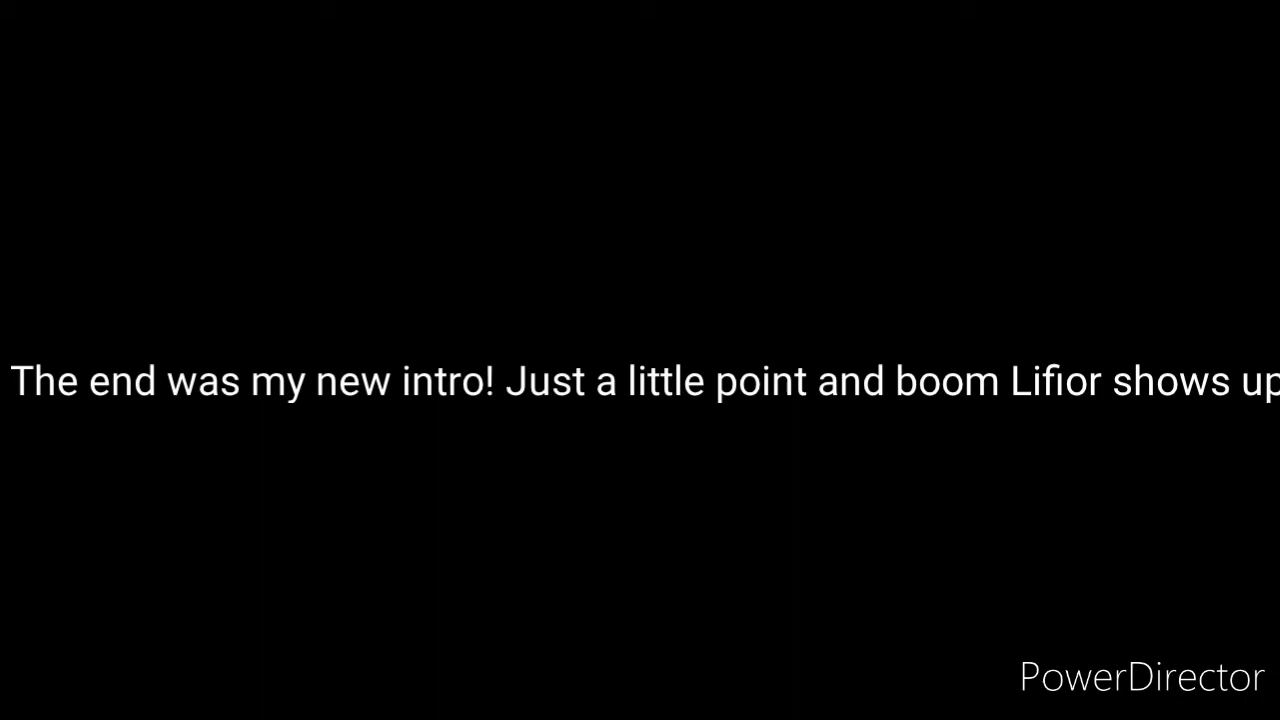 The end was my new intro! Just a little point and boom Lifior shows up
PowerDirector